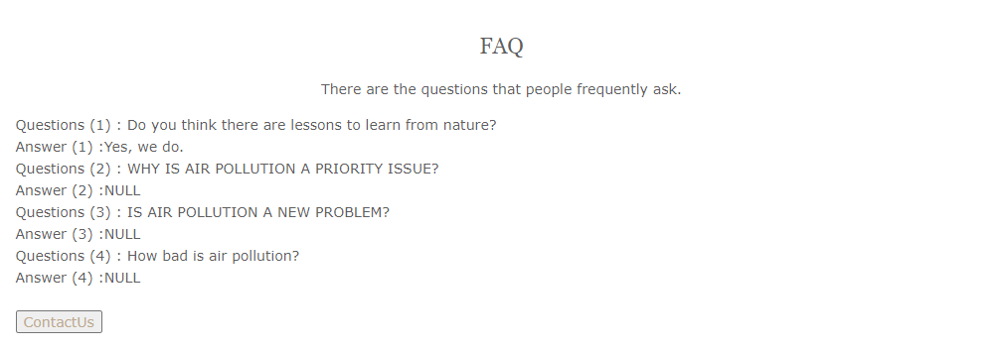 FAQ
There are the questions that people frequently ask.
Questions (1) : Do you think there are lessons to learn from nature?
Answer (1) :Yes, we do.
Questions (2) : WHY IS AIR POLLUTION A PRIORITY ISSUE?
Answer (2) :NULL
Questions (3) : IS AIR POLLUTION A NEW PROBLEM?
Answer (3) :NULL
Questions (4) : How bad is air pollution?
Answer (4) :NULL
ContactUs